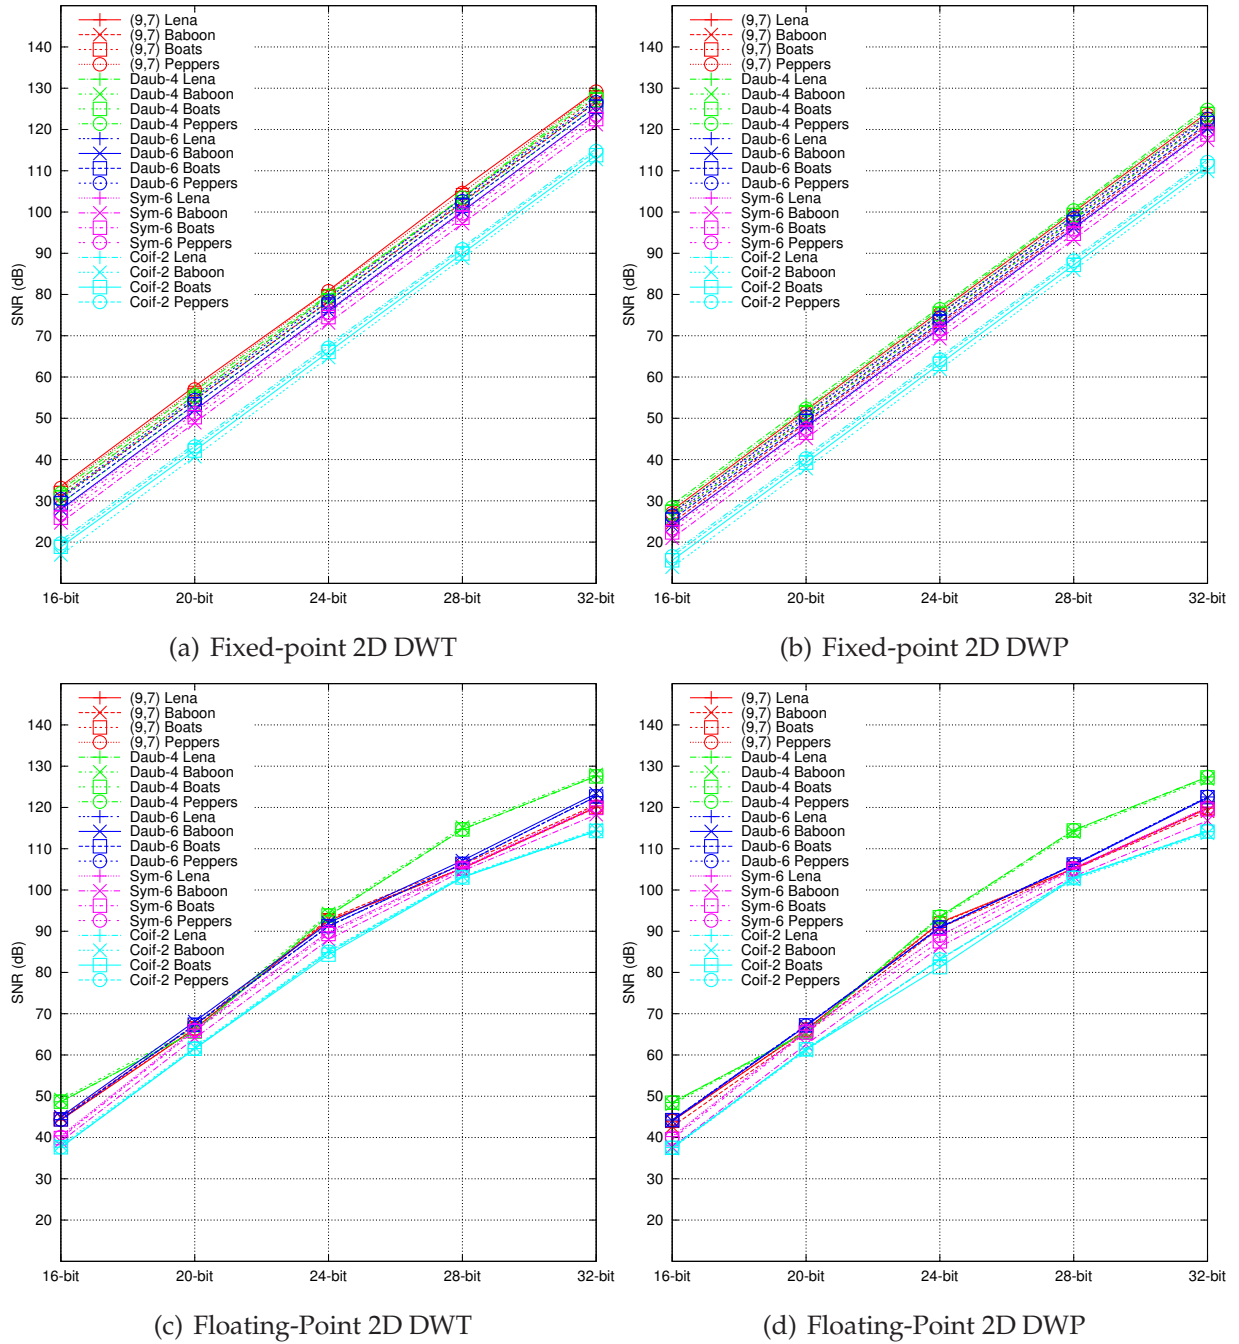 140
130
120
110
100
90
80
70
60
50
40
30
20
SNR (dB)
(9,7) Lena
(9,7) Baboon
(9,7) Boats
(9,7) Peppers
Daub-4 Lena
Daub-4 Baboon
Daub-4 Boats
Daub-4 Peppers
Daub-6 Lena
Daub-6 Baboon
Daub-6 Boats
Daub-6 Peppers
Sym-6 Lena
Sym-6 Baboon
Sym-6 Boats
Sym-6 Peppers
Coif-2 Lena
Coif-2 Baboon
Coif-2 Boats
Coif-2 Peppers
16-bit 20-bit 24-bit 28-bit 32-bit
(a) Fixed-point 2D DWT
140
130
120
110
100
90
80
70
60
50
40
30
20
SNR (dB)
(9,7) Lena
(9,7) Baboon
(9,7) Boats
(9,7) Peppers
Daub-4 Lena
Daub-4 Baboon
Daub-4 Boats
Daub-4 Peppers
Daub-6 Lena
Daub-6 Baboon
Daub-6 Boats
Daub-6 Peppers
Sym-6 Lena
Sym-6 Baboon
Sym-6 Boats
Sym-6 Peppers
Coif-2 Lena
Coif-2 Baboon
Coif-2 Boats
Coif-2 Peppers
16-bit 20-bit 24-bit 28-bit 32-bit
(b) Fixed-point 2D DWP
140
130
120
110
100
90
80
70
60
50
40
30
20
SNR (dB)
(9,7) Lena
(9,7) Baboon
(9,7) Boats
(9,7) Peppers
Daub-4 Lena
Daub-4 Baboon
Daub-4 Boats
Daub-4 Peppers
Daub-6 Lena
Daub-6 Baboon
Daub-6 Boats
Daub-6 Peppers
Sym-6 Lena
Sym-6 Baboon
Sym-6 Boats
Sym-6 Peppers
Coif-2 Lena
Coif-2 Baboon
Coif-2 Boats
Coif-2 Peppers
16-bit 20-bit 24-bit 28-bit 32-bit
(c) Floating-Point 2D DWT
140
130
120
110
100
90
80
70
60
50
40
30
20
SNR (dB)
(9,7) Lena
(9,7) Baboon
(9,7) Boats
(9,7) Peppers
Daub-4 Lena
Daub-4 Baboon
Daub-4 Boats
Daub-4 Peppers
Daub-6 Lena
Daub-6 Baboon
Daub-6 Boats
Daub-6 Peppers
Sym-6 Lena
Sym-6 Baboon
Sym-6 Boats
Sym-6 Peppers
Coif-2 Lena
Coif-2 Baboon
Coif-2 Boats
Coif-2 Peppers
16-bit 20-bit 24-bit 28-bit 32-bit
(d) Floating-Point 2D DWP